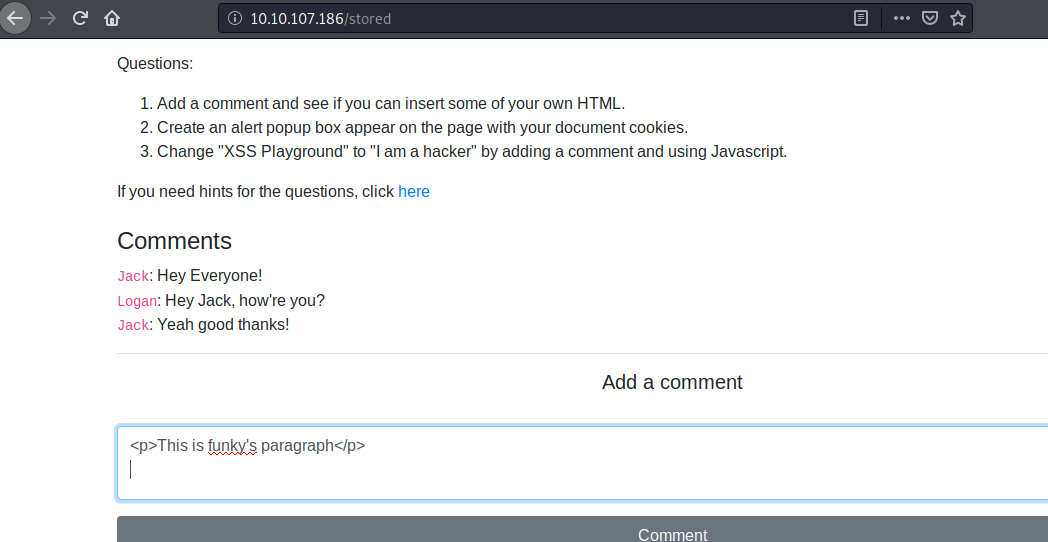 10.10.107.186/stored
Questions:
1. Add a comment and see if you can insert some of your own HTML.
2. Create an alert popup box appear on the page with your document cookies.
3. Change "XSS Playground" to "I am a hacker" by adding a comment and using Javascript.
If you need hints for the questions, click here
Comments
Jack: Hey Everyone!
Logan: Hey Jack, how're you?
Jack: Yeah good thanks!
Add a comment
<p>This is funky's paragraph</p>
Comment